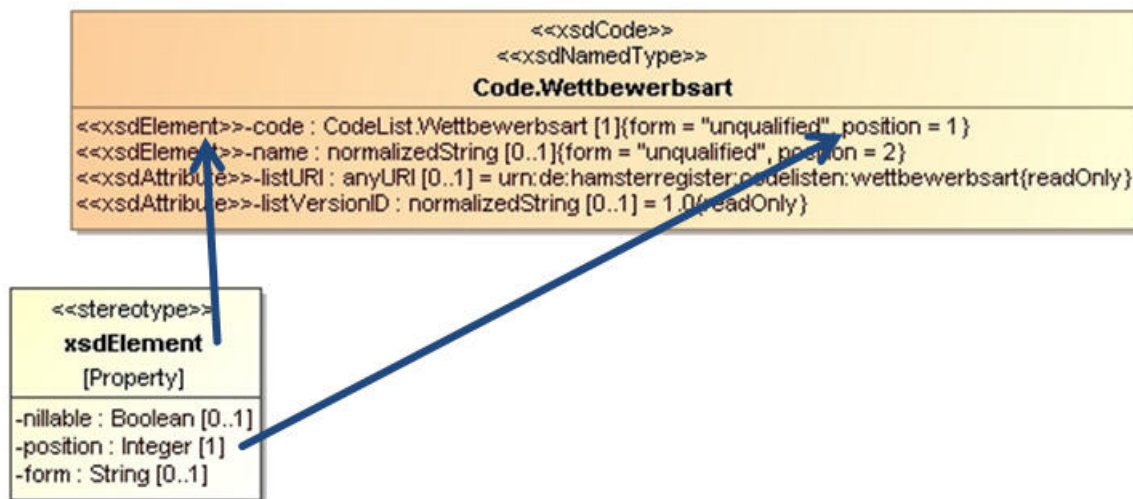 <<xsdCode>>
<<xsdNamedType>>
Code.Wettbewerbsart
<<xsdElement>>-code : CodeList.Wettbewerbsart [1]{form = "unqualified", position = 1}
<<xsdElement>>-name : normalizedString [0..1]{form = "unqualified", position = 2}
<<xsdAttribute>>-listURI : anyURI [0..1] = urn:de:hamsterregister:codelisten:wettbewerbsart{readOnly}
<<xsdAttribute>>-listVersionID : normalizedString [0..1] = 1.0{readOnly}
<<stereotype>>
xsdElement
[Property]
-nillable : Boolean [0..1]
-position : Integer [1]
-form : String [0..1]